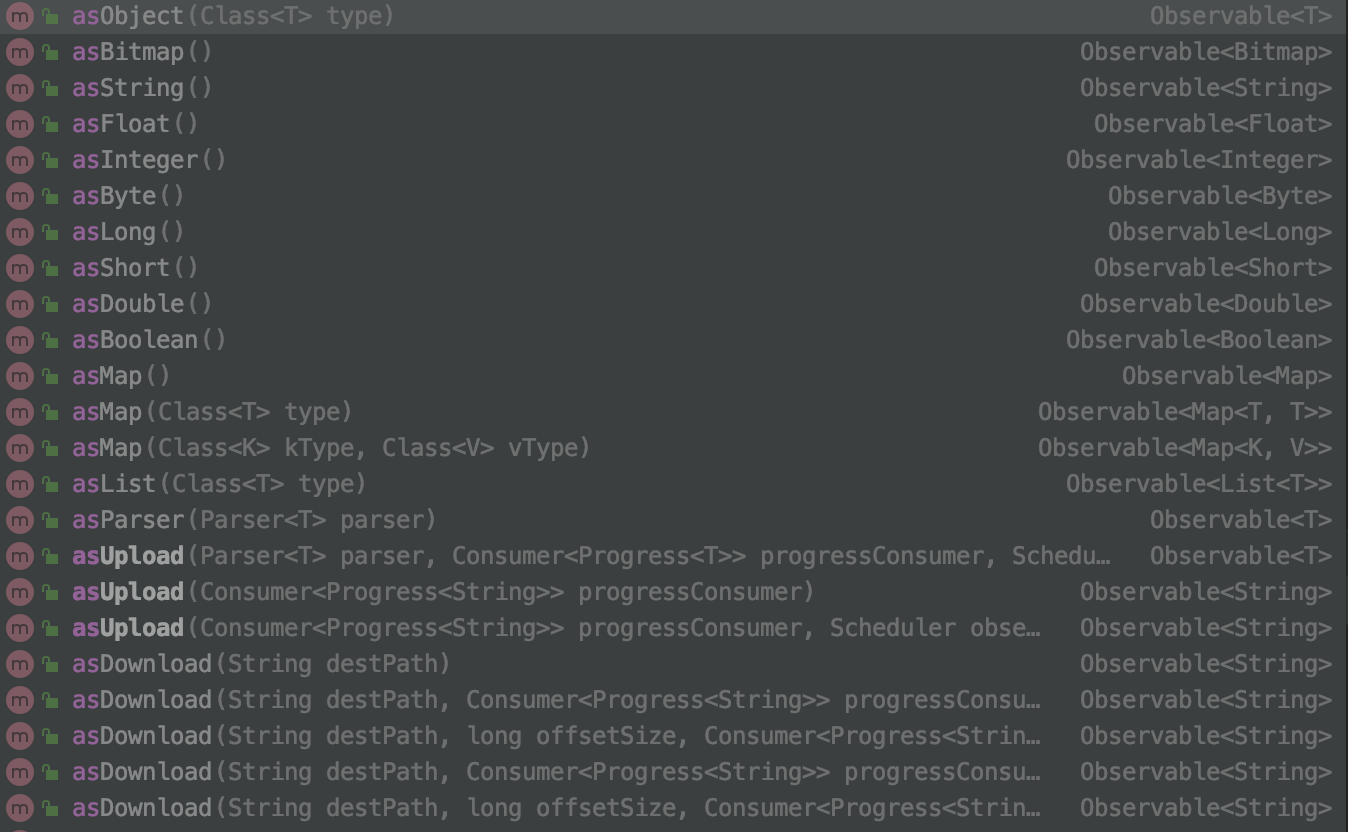 m asObject(Class<T> type) Observable<T>
m asBitmap() Observable<Bitmap>
m asString() Observable<String>
m asFloat() Observable<Float>
m asInteger() Observable<Integer>
m asByte() Observable<Byte>
m asLong() Observable<Long>
m asShort() Observable<Short>
m asDouble() Observable<Double>
m asBoolean() Observable<Boolean>
m asMap() Observable<Map>
m asMap(Class<T> type) Observable<Map<T, T>>
m asMap(Class<K> kType, Class<V> vType) Observable<Map<K, V>>
m asList(Class<T> type) Observable<List<T>>
m asParser(Parser<T> parser) Observable<T>
m asUpload(Parser<T> parser, Consumer<Progress<T>> progressConsumer, Schedu… Observable<T>
m asUpload(Consumer<Progress<String>> progressConsumer) Observable<String>
m asUpload(Consumer<Progress<String>> progressConsumer, Scheduler obse… Observable<String>
m asDownload(String destPath) Observable<String>
m asDownload(String destPath, Consumer<Progress<String>> progressConsu… Observable<String>
m asDownload(String destPath, long offsetSize, Consumer<Progress<Strin… Observable<String>
m asDownload(String destPath, Consumer<Progress<String>> progressConsu… Observable<String>
m asDownload(String destPath, long offsetSize, Consumer<Progress<Strin… Observable<String>